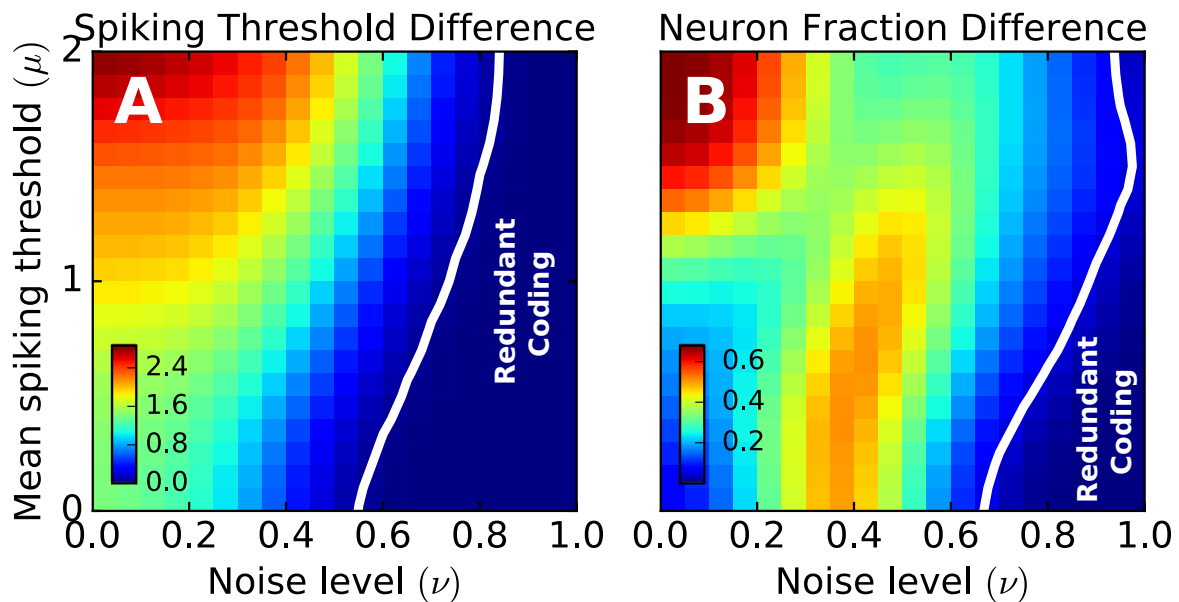 Spiking Threshold Difference
Neuron Fraction Difference
A
B
Mean spiking threshold (μ)
2
1
0
2.4
1.6
0.8
0.0
0.6
0.4
0.2
Redundant
Coding
Redundant
Coding
0.0 0.2 0.4 0.6 0.8 1.0
0.0 0.2 0.4 0.6 0.8 1.0
Noise level (ν)
Noise level (ν)